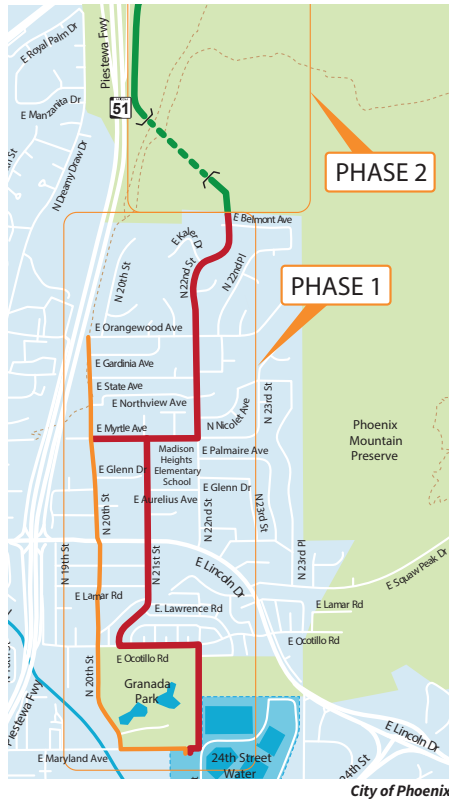 E Royal Palm Dr
Piestewa Fwy
51
E Manzanita Dr
N Dreamy Draw Dr
PHASE 2
E Belmont Ave
E Kaler Dr
N 22nd St
N 22nd Pl
N 20th St
PHASE 1
E Orangewood Ave
E Gardinia Ave
E State Ave
E Northview Ave
N 23rd St
N Nicolet Ave
E Myrtle Ave
Phoenix
Mountain
Preserve
Madison
Heights
Elementary
School
E Palmaire Ave
E Glenn Dr
E Glenn Dr
N 20th St
E Aurelius Ave
N 22nd St
N23rd St
N 19th St
N 21st St
N 23rd Pl
E Lincoln Dr
E Squaw Peak Dr
E Lamar Rd
E. Lawrence Rd
E Lamar Rd
E Ocotillo Rd
E Ocotillo Rd
N 20th St
Granada
Park
Piestewa Fwy
E Maryland Ave
24th Street
Water
E Lincoln Dr
24th St
City of Phoenix